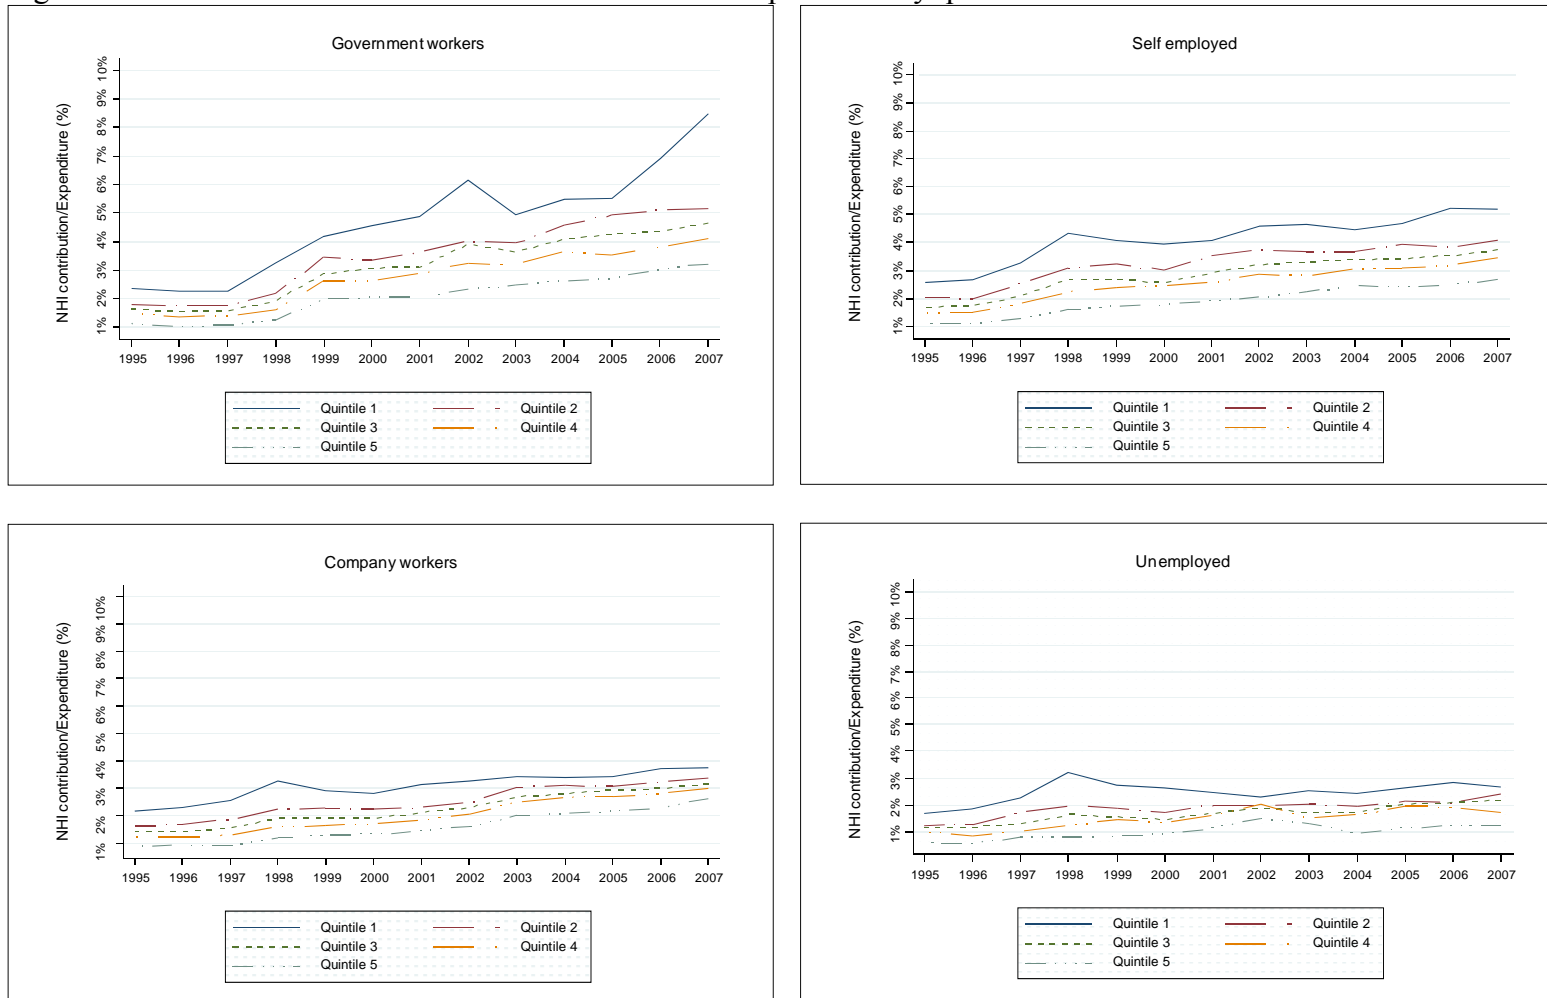 Government workers
NHI contribution/Expenditure (%)
10%
9%
8%
7%
6%
5%
4%
3%
2%
1%
1995 1996 1997 1998 1999 2000 2001 2002 2003 2004 2005 2006 2007
Quintile 1 Quintile 2
Quintile 3 Quintile 4
Quintile 5
Self employed
NHI contribution/Expenditure (%)
10%
9%
8%
7%
6%
5%
4%
3%
2%
1%
1995 1996 1997 1998 1999 2000 2001 2002 2003 2004 2005 2006 2007
Quintile 1 Quintile 2
Quintile 3 Quintile 4
Quintile 5
Company workers
NHI contribution/Expenditure (%)
10%
9%
8%
7%
6%
5%
4%
3%
2%
1%
1995 1996 1997 1998 1999 2000 2001 2002 2003 2004 2005 2006 2007
Quintile 1 Quintile 2
Quintile 3 Quintile 4
Quintile 5
Unemployed
NHI contribution/Expenditure (%)
10%
9%
8%
7%
6%
5%
4%
3%
2%
1%
1995 1996 1997 1998 1999 2000 2001 2002 2003 2004 2005 2006 2007
Quintile 1 Quintile 2
Quintile 3 Quintile 4
Quintile 5